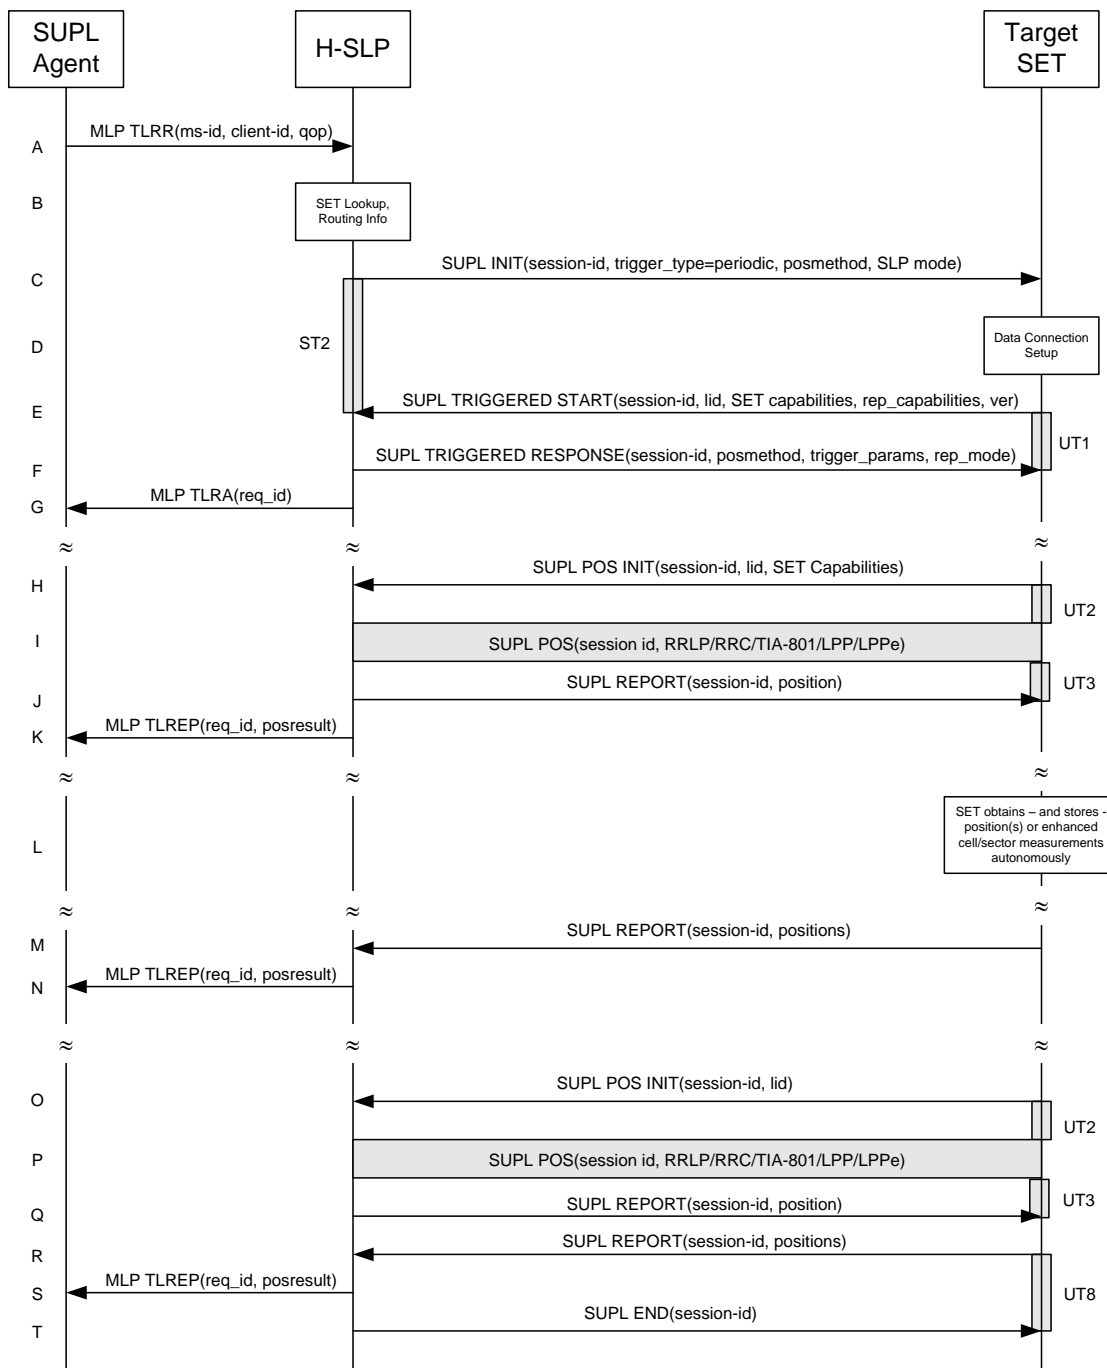 SUPL
Agent
H-SLP
Target
SET
A
MLP TLRR(ms-id, client-id, qop)
B
SET Lookup,
Routing Info
C
SUPL INIT(session-id, trigger_type=periodic, posmethod, SLP mode)
D
ST2
Data Connection
Setup
E
SUPL TRIGGERED START(session-id, lid, SET capabilities, rep_capabilities, ver)
UT1
F
SUPL TRIGGERED RESPONSE(session-id, posmethod, trigger_params, rep_mode)
G
MLP TLRA(req_id)
≈ ≈ ≈
H
SUPL POS INIT(session-id, lid, SET Capabilities)
UT2
I
SUPL POS(session id, RRLP/RRC/TIA-801/LPP/LPPe)
J
SUPL REPORT(session-id, position)
UT3
K
MLP TLREP(req_id, posresult)
≈ ≈ ≈
L
SET obtains – and stores -
position(s) or enhanced
cell/sector measurements
autonomously
≈ ≈ ≈
M
SUPL REPORT(session-id, positions)
N
MLP TLREP(req_id, posresult)
≈ ≈ ≈
O
SUPL POS INIT(session-id, lid)
UT2
P
SUPL POS(session id, RRLP/RRC/TIA-801/LPP/LPPe)
Q
SUPL REPORT(session-id, position)
UT3
R
SUPL REPORT(session-id, positions)
S
MLP TLREP(req_id, posresult)
UT8
T
SUPL END(session-id)